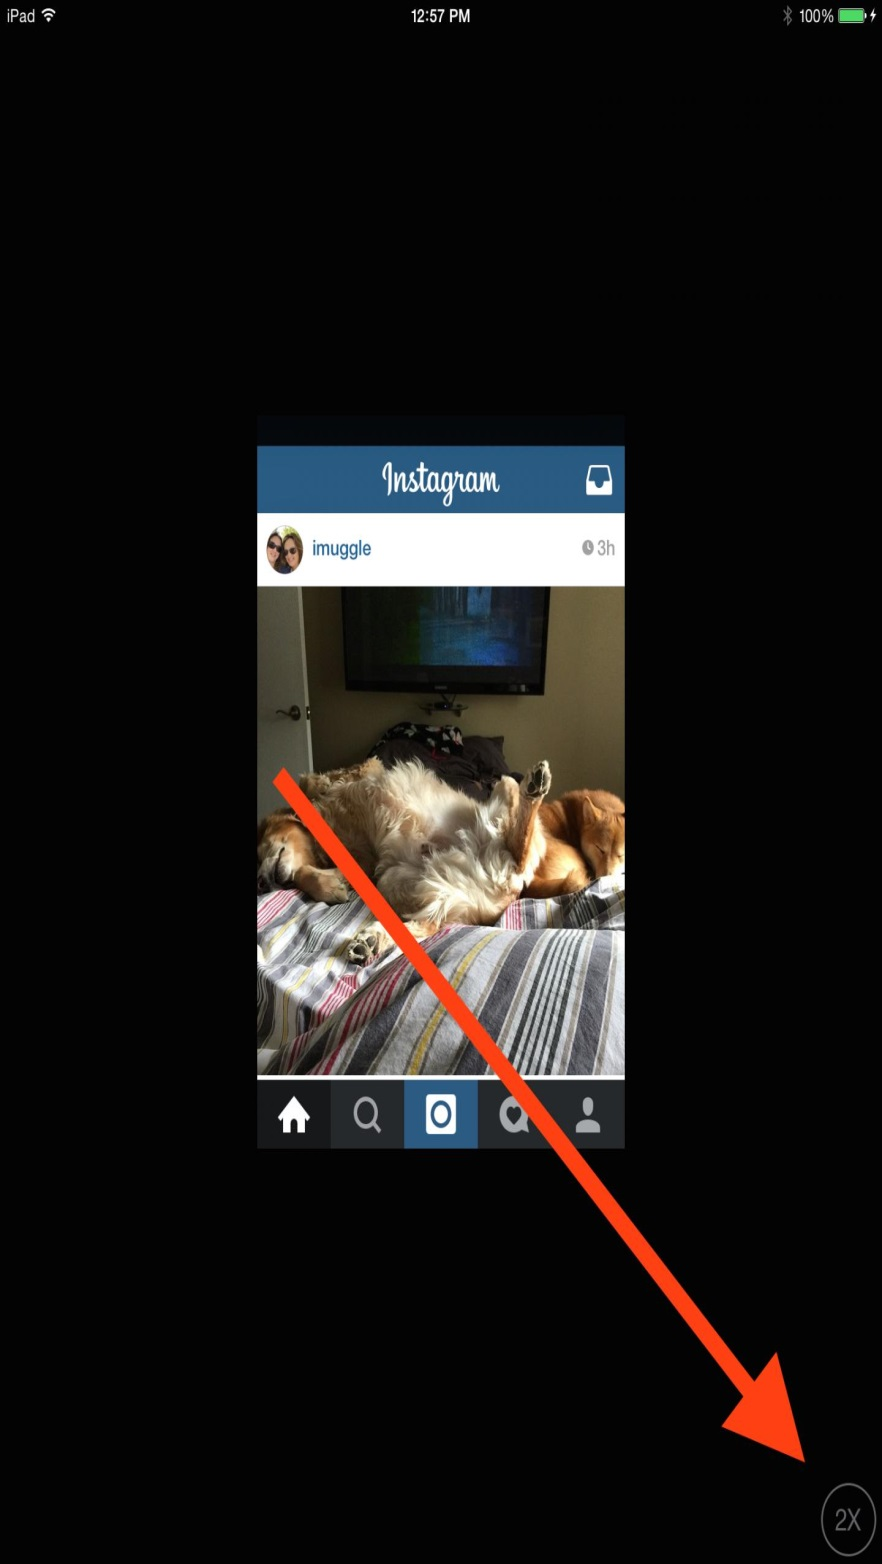 iPad 12:57 PM 100%
Instagram
imuggle 3h
2X